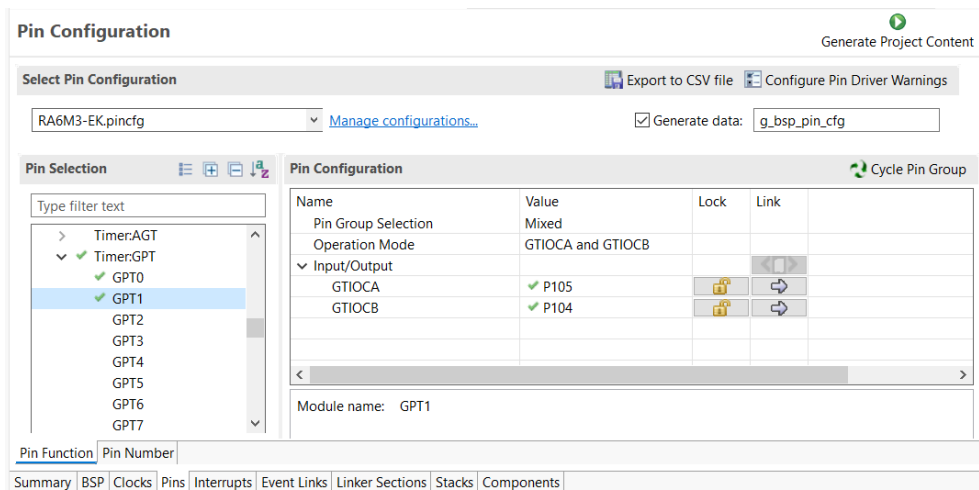 Pin Configuration
Generate Project Content
Select Pin Configuration
Export to CSV file Configure Pin Driver Warnings
RA6M3-EK.pincfg Manage configurations... Generate data: g_bsp_pin_cfg
Pin Selection
Pin Configuration Cycle Pin Group
Type filter text
Timer:AGT
Timer:GPT
GPT0
GPT1
GPT2
GPT3
GPT4
GPT5
GPT6
GPT7
Name Value Lock Link
Pin Group Selection Mixed
Operation Mode GTIOCA and GTIOCB
Input/Output
GTIOCA P105
GTIOCB P104
Module name: GPT1
Pin Function Pin Number
Summary BSP Clocks Pins Interrupts Event Links Linker Sections Stacks Components